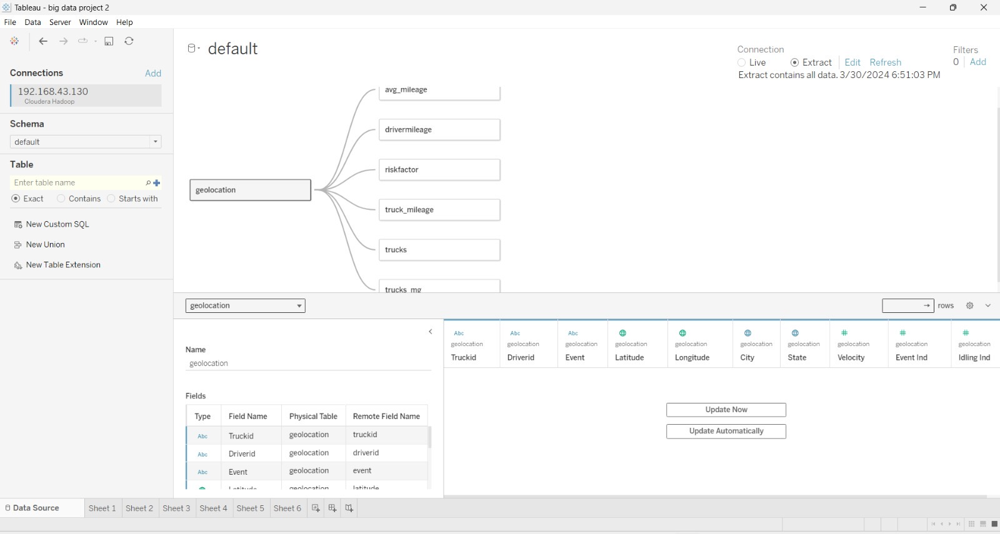 Tableau - big data project 2
File Data Server Window Help
default
Connection
Live Extract Edit Refresh
Extract contains all data. 3/30/2024 6:51:03 PM
Filters
0 Add
Connections Add
192.168.43.130
Cloudera Hadoop
Schema
default
Table
Enter table name
Exact Contains Starts with
New Custom SQL
New Union
New Table Extension
geolocation
avg_mileage
drivermileage
riskfactor
truck_mileage
trucks
trucks_mg
geolocation
rows
Name
geolocation
Fields
Type Field Name Physical Table Remote Field Name
Abc Truckid geolocation truckid
Abc Driverid geolocation driverid
Abc Event geolocation event
Latitude geolocation latitude
Abc Abc Abc
geolocation geolocation geolocation geolocation geolocation geolocation geolocation geolocation geolocation geolocation
Truckid Driverid Event Latitude Longitude City State Velocity Event Ind Idling Ind
Update Now
Update Automatically
Data Source Sheet 1 Sheet 2 Sheet 3 Sheet 4 Sheet 5 Sheet 6